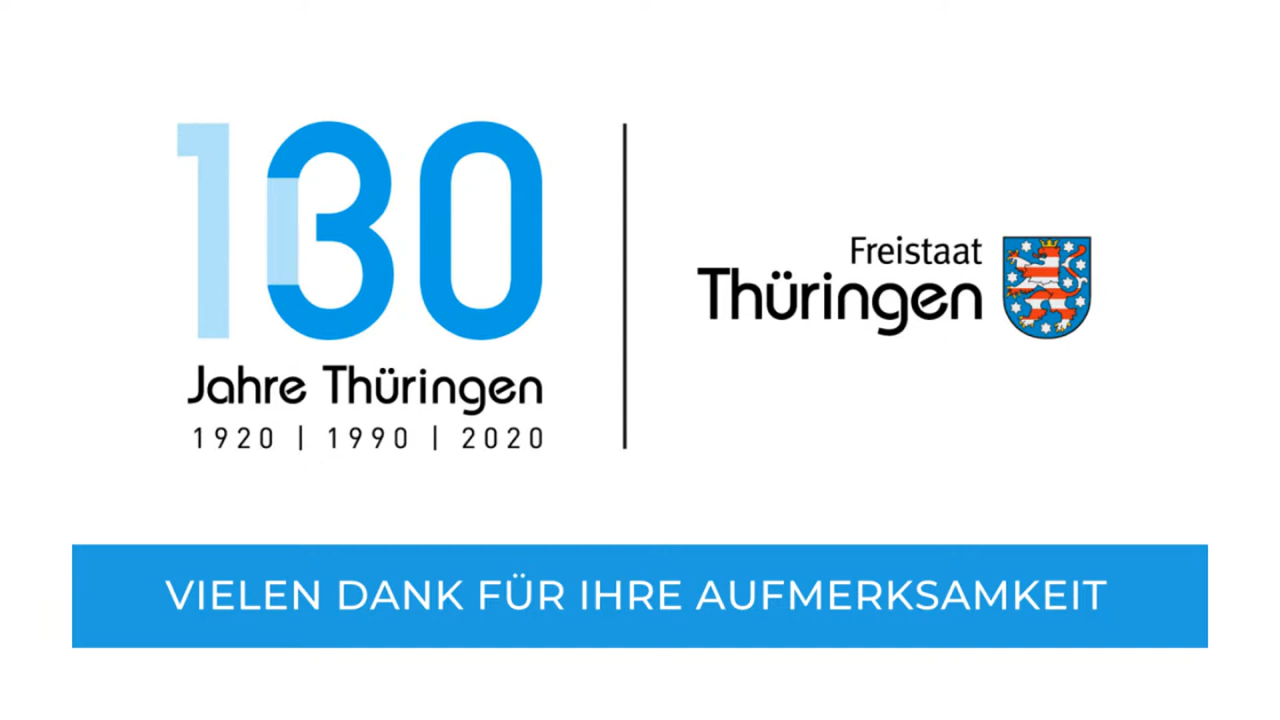 130
Jahre Thüringen
1920 | 1990 | 2020
Freistaat
Thüringen
VIELEN DANK FÜR IHRE AUFMERKSAMKEIT